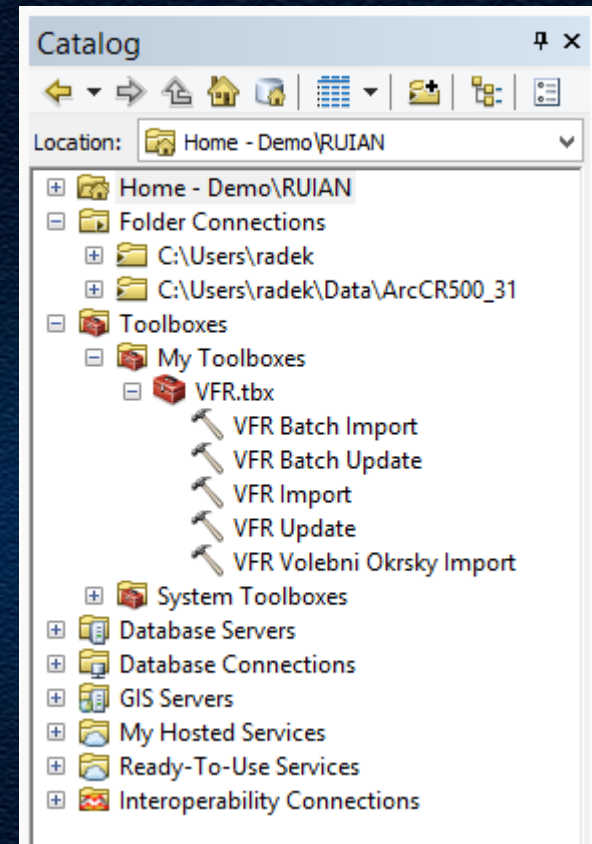 Catalog
Location: Home - Demo\RUIAN
Home - Demo\RUIAN
Folder Connections
C:\Users\radek
C:\Users\radek\Data\ArcCR500_31
Toolboxes
My Toolboxes
VFR.tbx
VFR Batch Import
VFR Batch Update
VFR Import
VFR Update
VFR Volebni Okrsky Import
System Toolboxes
Database Servers
Database Connections
GIS Servers
My Hosted Services
Ready-To-Use Services
Interoperability Connections